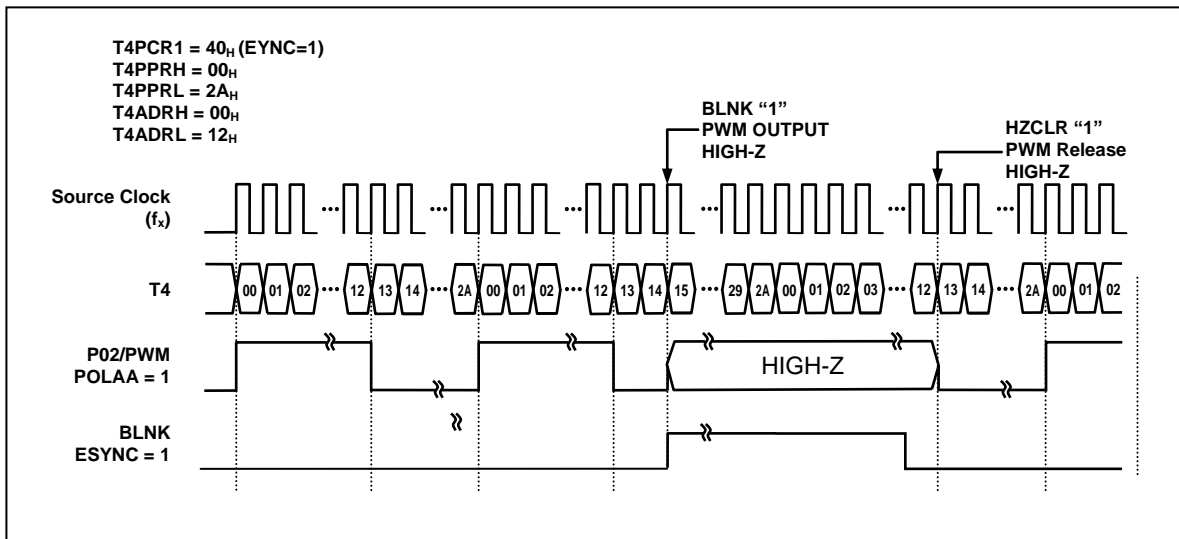 T4PCR1 = 40H (EYNC=1)
T4PPRH = 00H
T4PPRL = 2AH
T4ADRH = 00H
T4ADRL = 12H
BLNK “1”
PWM OUTPUT
HIGH-Z
HZCLR “1”
PWM Release
HIGH-Z
Source Clock
(fx)
T4
00 01 02 ··· 12 13 14 ··· 2A 00 01 02 ··· 12 13 14 15 ··· 29 2A 00 01 02 03 ··· 12 13 14 ··· 2A 00 01 02
P02/PWM
POLAA = 1
HIGH-Z
BLNK
ESYNC = 1